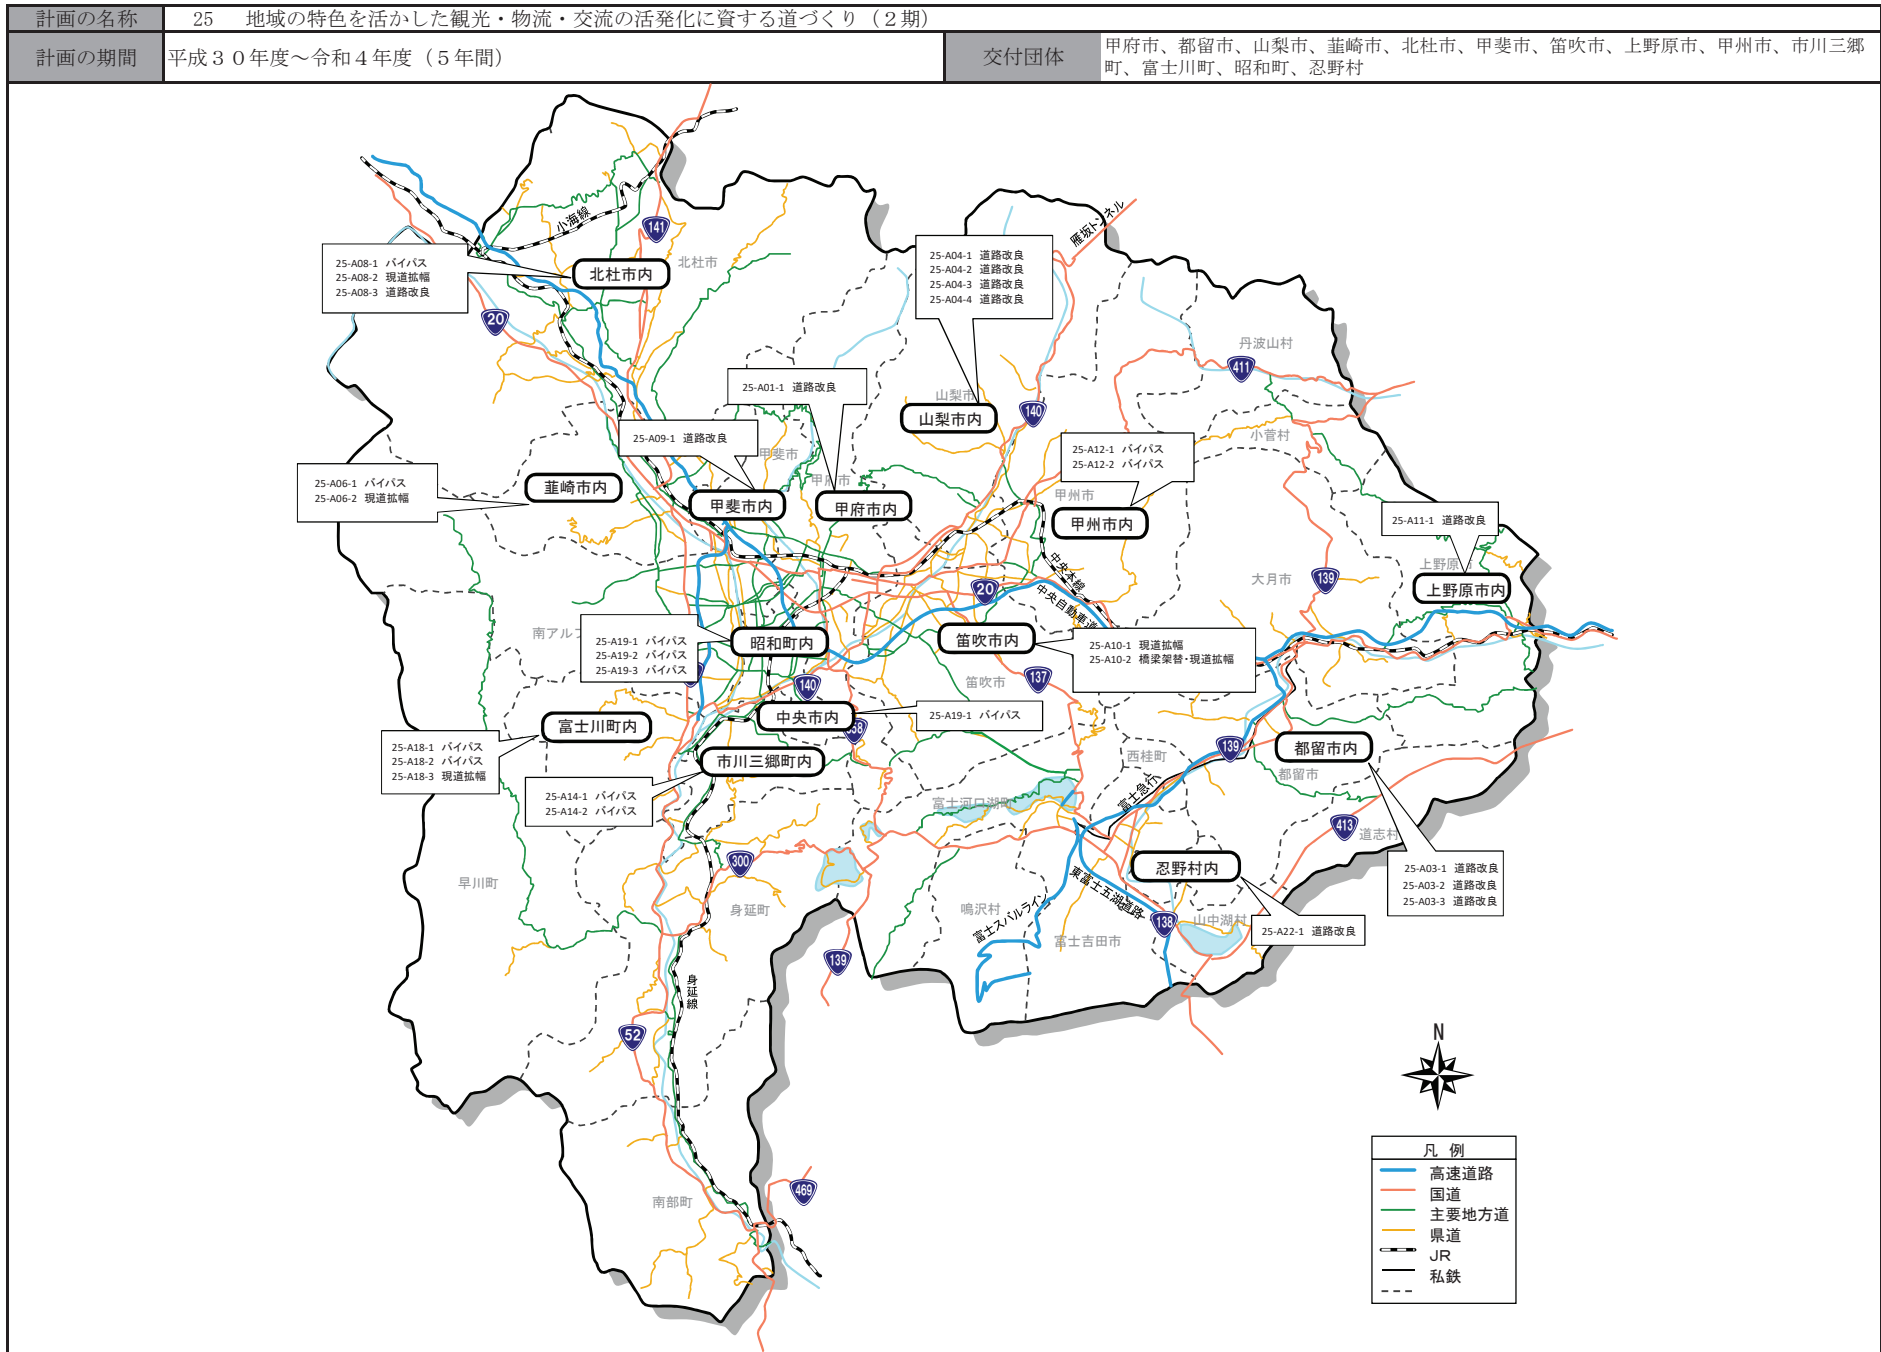 計画の名称
25 地域の特色を活かした観光・物流・交流の活発化に資する道づくり（２期）
計画の期間
平成３０年度～令和４年度（５年間）
交付団体
甲府市、都留市、山梨市、韮崎市、北杜市、甲斐市、笛吹市、上野原市、甲州市、市川三郷
町、富士川町、昭和町、忍野村
小海線
141
北杜市
雁坂トンネル
25-A08-1 バイパス
25-A08-2 現道拡幅
25-A08-3 道路改良
北杜市内
20
25-A04-1 道路改良
25-A04-2 道路改良
25-A04-3 道路改良
25-A04-4 道路改良
丹波山村
411
25-A01-1 道路改良
山梨市
山梨市内
140
小菅村
25-A09-1 道路改良
甲斐市
甲府市
25-A12-1 バイパス
25-A12-2 バイパス
25-A06-1 バイパス
25-A06-2 現道拡幅
韮崎市内
甲斐市内
甲府市内
甲州市
甲州市内
25-A11-1 道路改良
上野原
上野原市内
大月市
139
中央本線
中央自動車道
20
南アル
25-A19-1 バイパス
25-A19-2 バイパス
25-A19-3 バイパス
昭和町内
笛吹市内
25-A10-1 現道拡幅
25-A10-2 橋梁架替・現道拡幅
笛吹市
137
140
中央市内
25-A19-1 バイパス
58
富士川町内
25-A18-1 バイパス
25-A18-2 バイパス
25-A18-3 現道拡幅
市川三郷町内
25-A14-1 バイパス
25-A14-2 バイパス
西桂町
139
都留市内
都留市
富士急行
富士河口湖町
413
道志村
300
忍野村内
25-A03-1 道路改良
25-A03-2 道路改良
25-A03-3 道路改良
早川町
身延町
鳴沢村
富士スバルライン
東富士五湖道路
138
山中湖村
25-A22-1 道路改良
富士吉田市
139
身延線
52
N
469
南部町
凡 例
高速道路
国道
主要地方道
県道
JR
私鉄